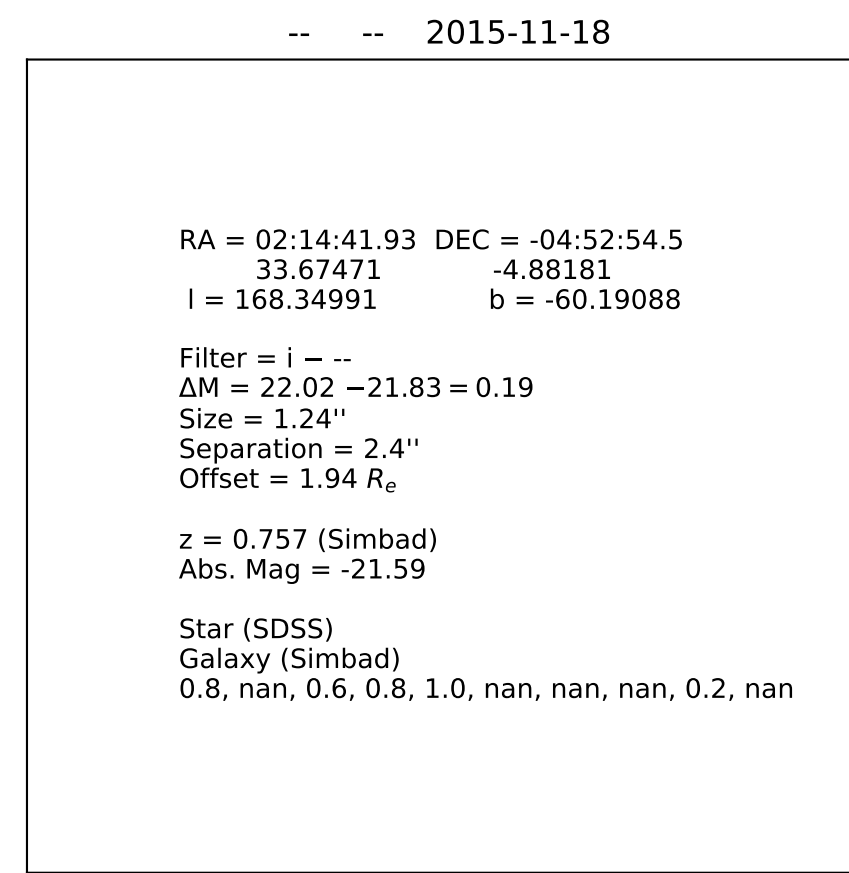 -- -- 2015-11-18
RA = 02:14:41.93 DEC = -04:52:54.5
33.67471 -4.88181
l = 168.34991 b = -60.19088
Filter = i − --
ΔM = 22.02 −21.83 = 0.19
Size = 1.24''
Separation = 2.4''
Offset = 1.94 Re
z = 0.757 (Simbad)
Abs. Mag = -21.59
Star (SDSS)
Galaxy (Simbad)
0.8, nan, 0.6, 0.8, 1.0, nan, nan, nan, 0.2, nan